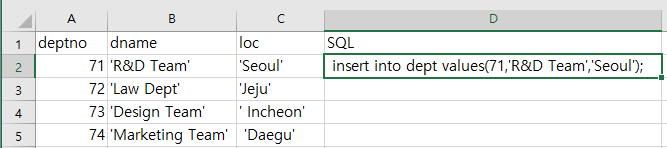 A B C D
1 deptno dname loc SQL
2 71 'R&D Team' 'Seoul' insert into dept values(71,'R&D Team','Seoul');
3 72 'Law Dept' 'Jeju'
4 73 'Design Team' ' Incheon'
5 74 'Marketing Team' 'Daegu'